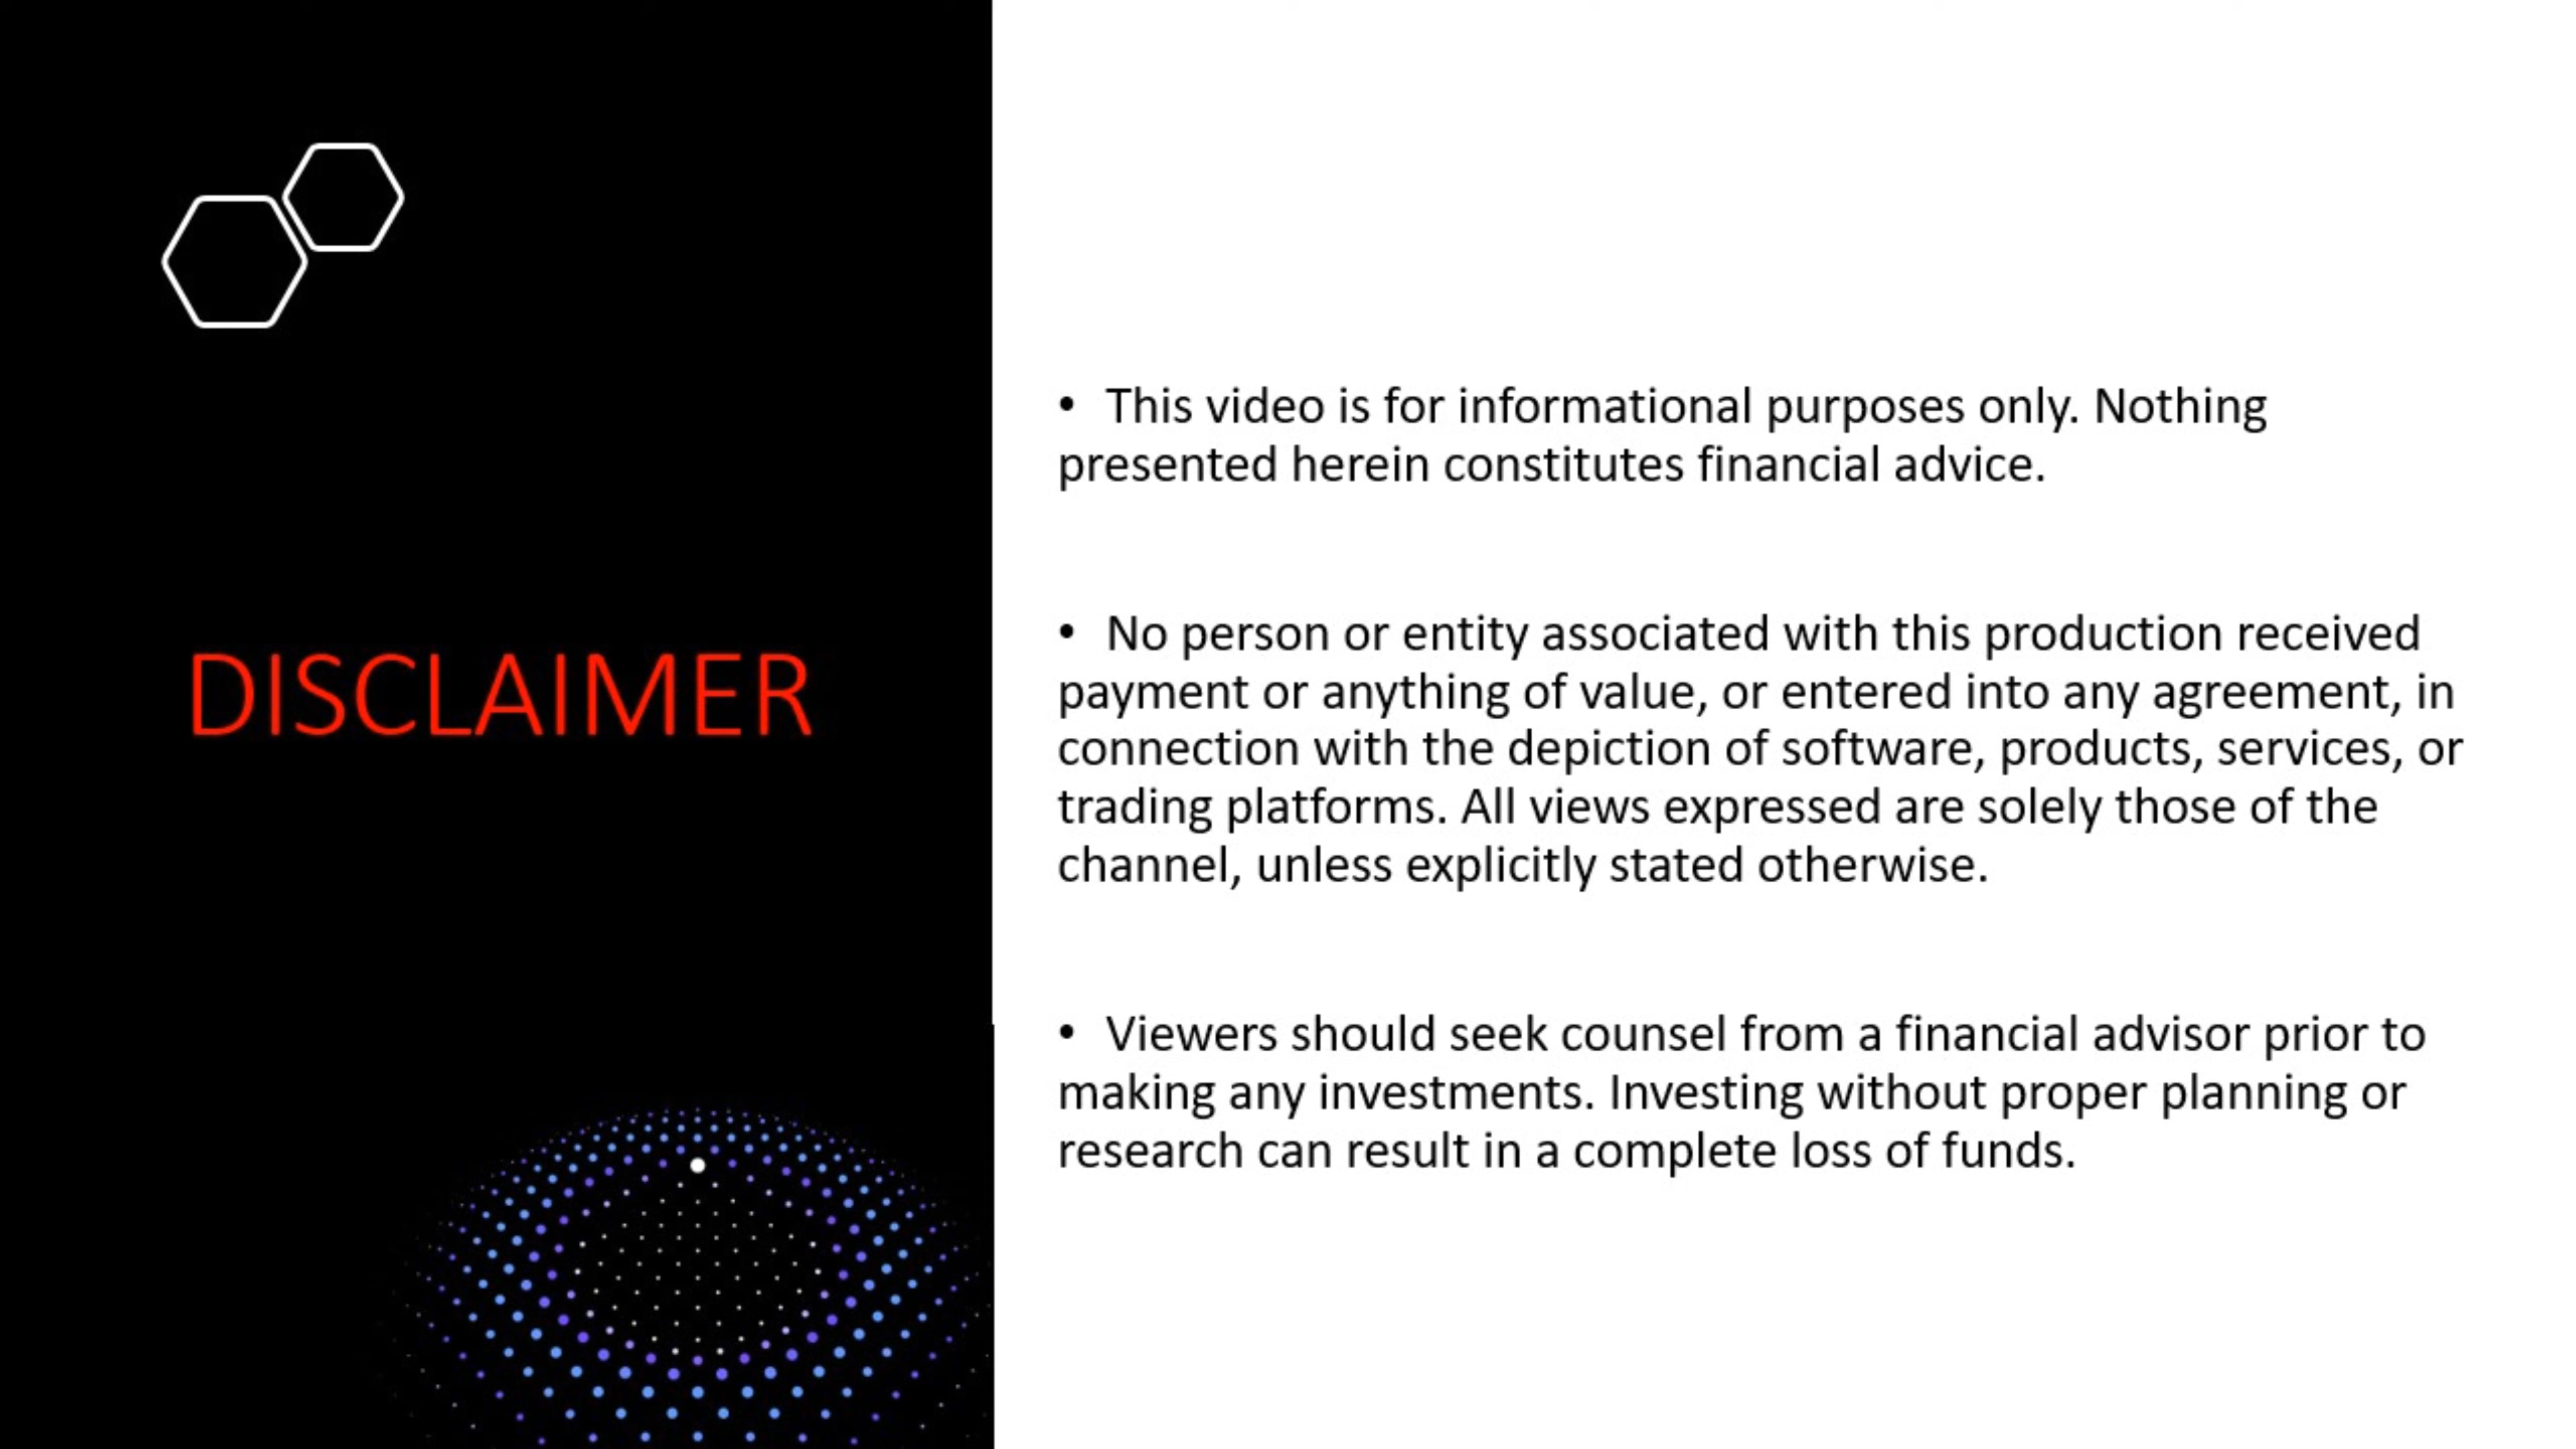 DISCLAIMER
• This video is for informational purposes only. Nothing
presented herein constitutes financial advice.
• No person or entity associated with this production received
payment or anything of value, or entered into any agreement, in
connection with the depiction of software, products, services, or
trading platforms. All views expressed are solely those of the
channel, unless explicitly stated otherwise.
• Viewers should seek counsel from a financial advisor prior to
making any investments. Investing without proper planning or
research can result in a complete loss of funds.